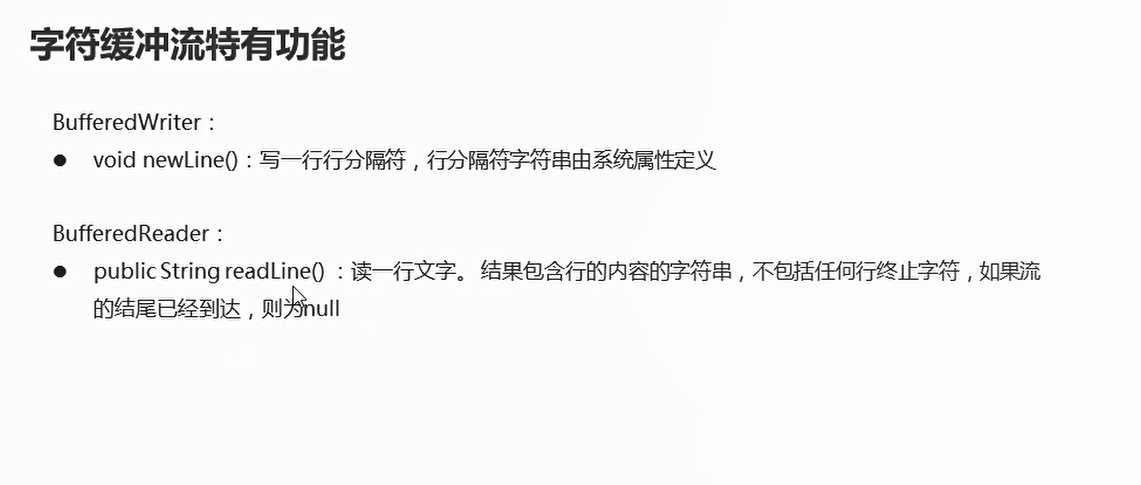 字符缓冲流特有功能
BufferedWriter：
● void newLine()：写一行行分隔符，行分隔符字符串由系统属性定义
BufferedReader：
● public String readLine() ：读一行文字。 结果包含行的内容的字符串，不包括任何行终止字符，如果流
的结尾已经到达，则为null